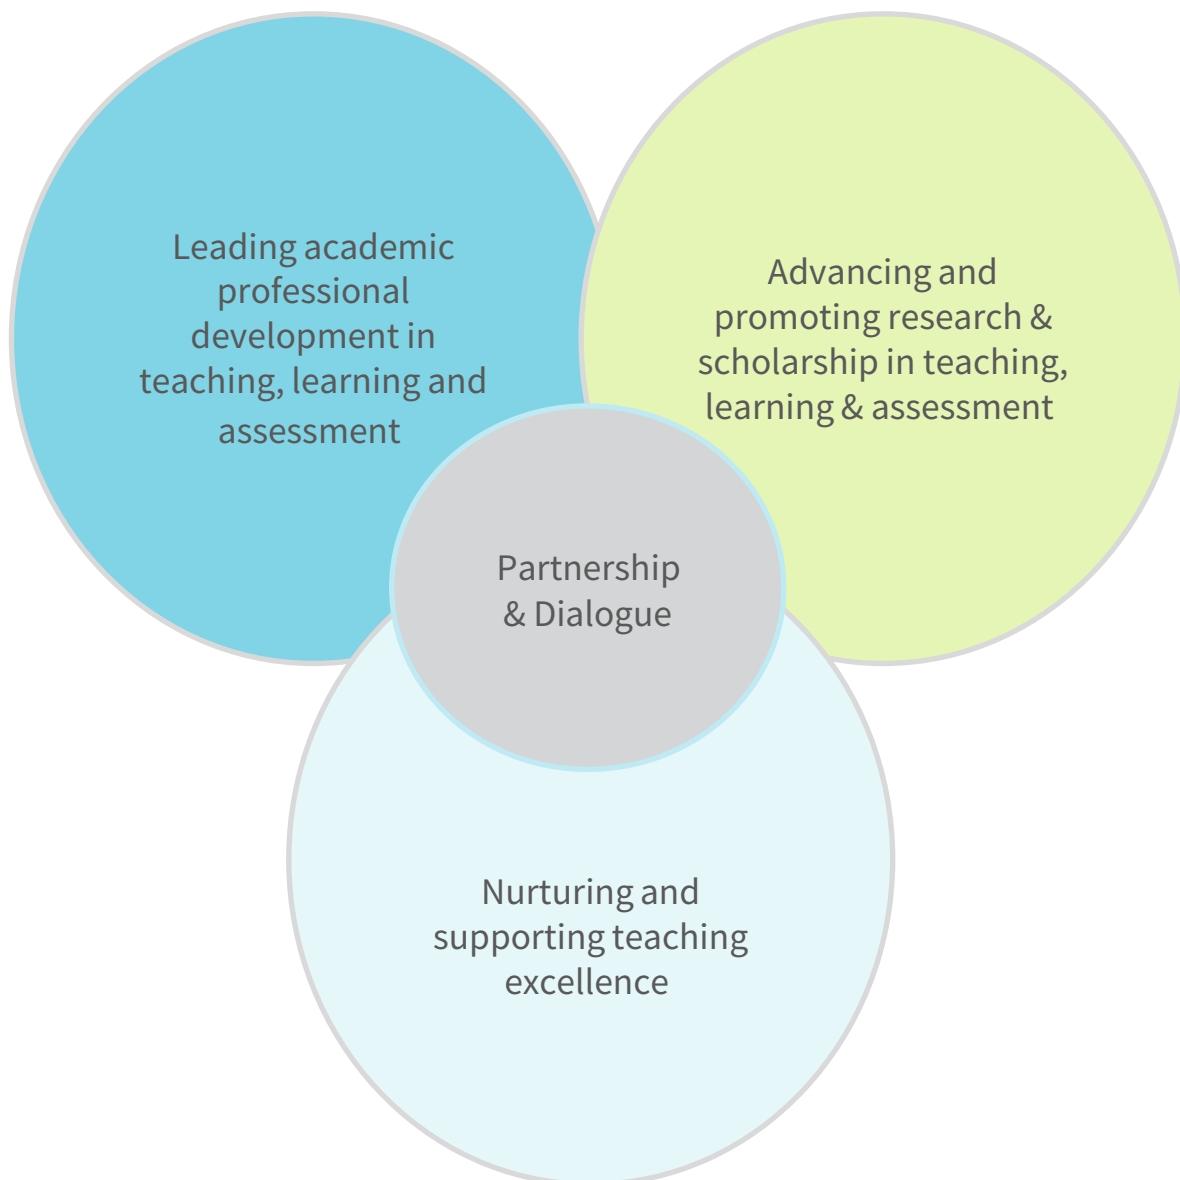 Leading academic
professional
development in
teaching, learning and
assessment
Advancing and
promoting research &
scholarship in teaching,
learning & assessment
Partnership
& Dialogue
Nurturing and
supporting teaching
excellence